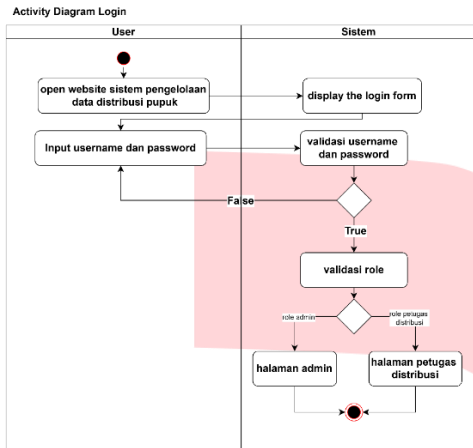 Activity Diagram Login
User
Sistem
open website sistem pengelolaan
data distribusi pupuk
display the login form
Input username dan password
validasi username
dan password
False
True
validasi role
role admin
role petugas
distribusi
halaman admin
halaman petugas
distribusi